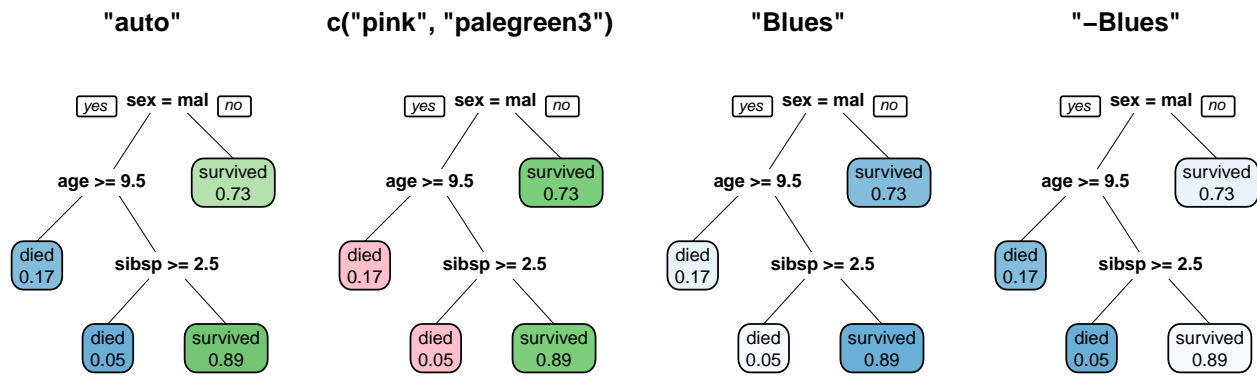 "auto"
yes sex = mal no
survived
0.73
age >= 9.5
died
0.17
sibsp >= 2.5
died
0.05
survived
0.89
c("pink", "palegreen3")
yes sex = mal no
survived
0.73
age >= 9.5
died
0.17
sibsp >= 2.5
died
0.05
survived
0.89
"Blues"
yes sex = mal no
survived
0.73
age >= 9.5
died
0.17
sibsp >= 2.5
died
0.05
survived
0.89
"−Blues"
yes sex = mal no
survived
0.73
age >= 9.5
died
0.17
sibsp >= 2.5
died
0.05
survived
0.89